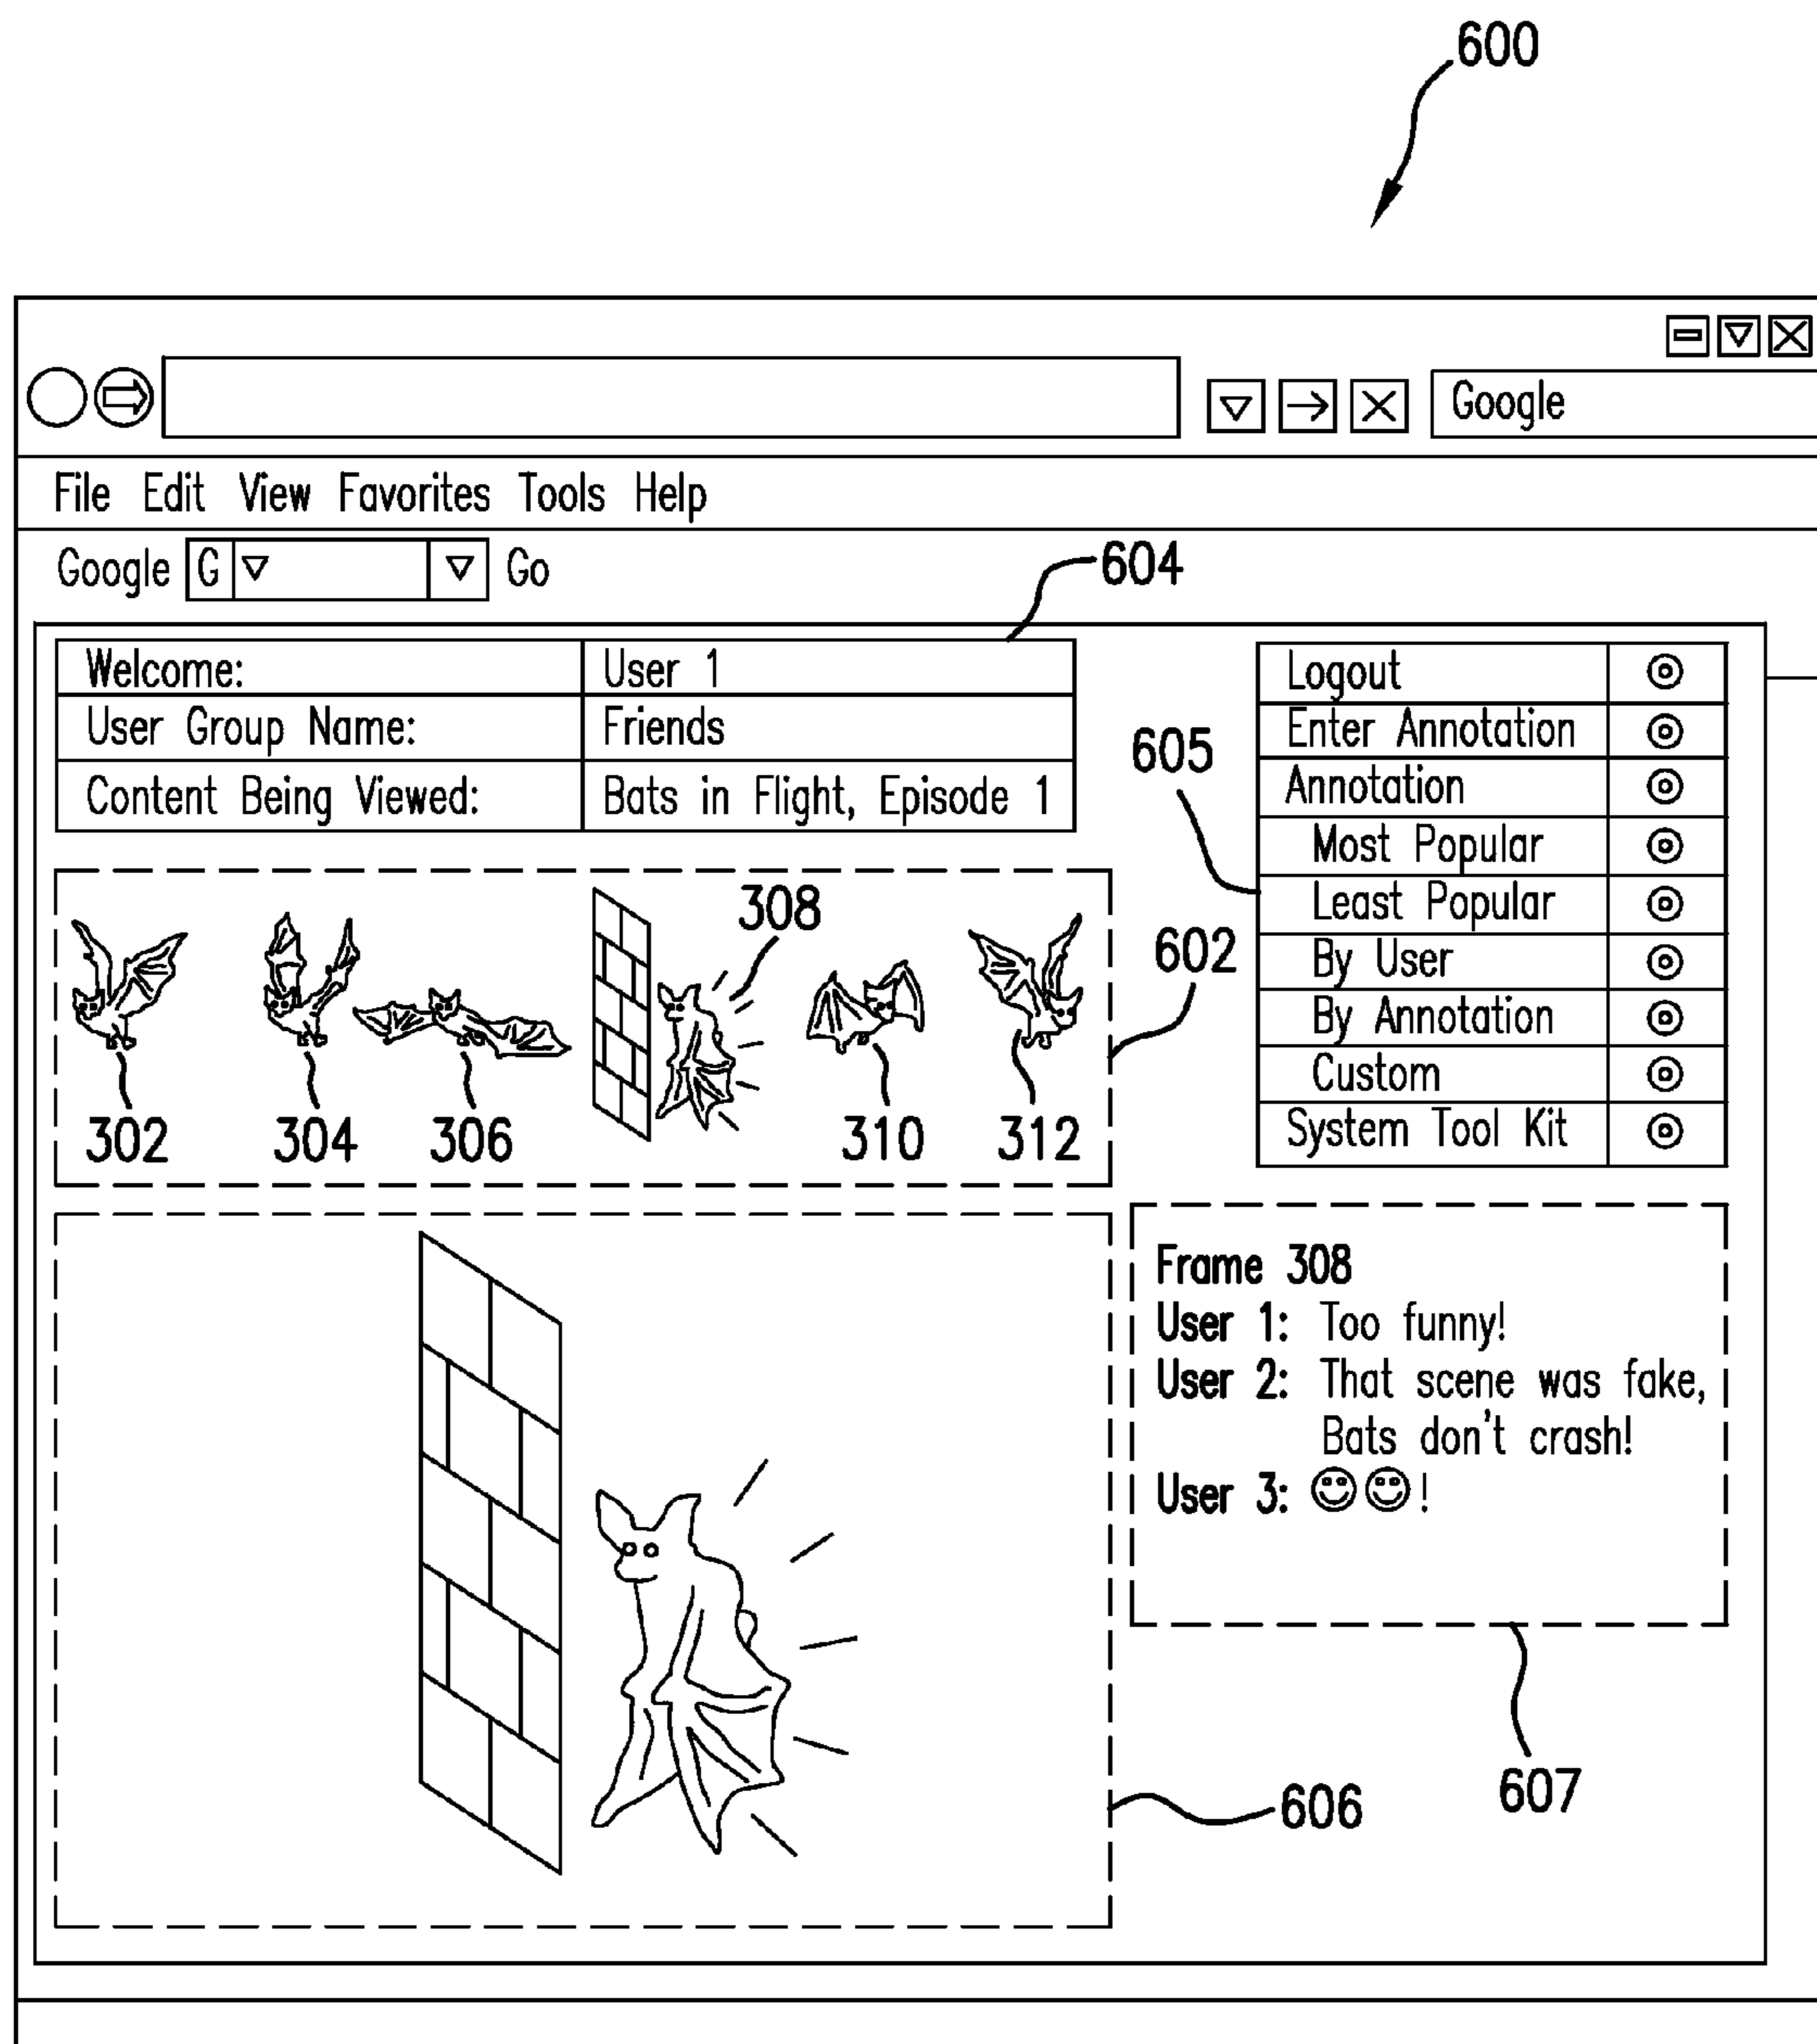 600
Google
File Edit View Favorites Tools Help
Google G Go
604
Welcome: User 1
User Group Name: Friends
Content Being Viewed: Bats in Flight, Episode 1
605
Logout
Enter Annotation
Annotation
Most Popular
Least Popular
By User
By Annotation
Custom
System Tool Kit
308
602
302 304 306 310 312
Frame 308
User 1: Too funny!
User 2: That scene was fake,
Bats don't crash!
User 3: ☺☺!
606
607